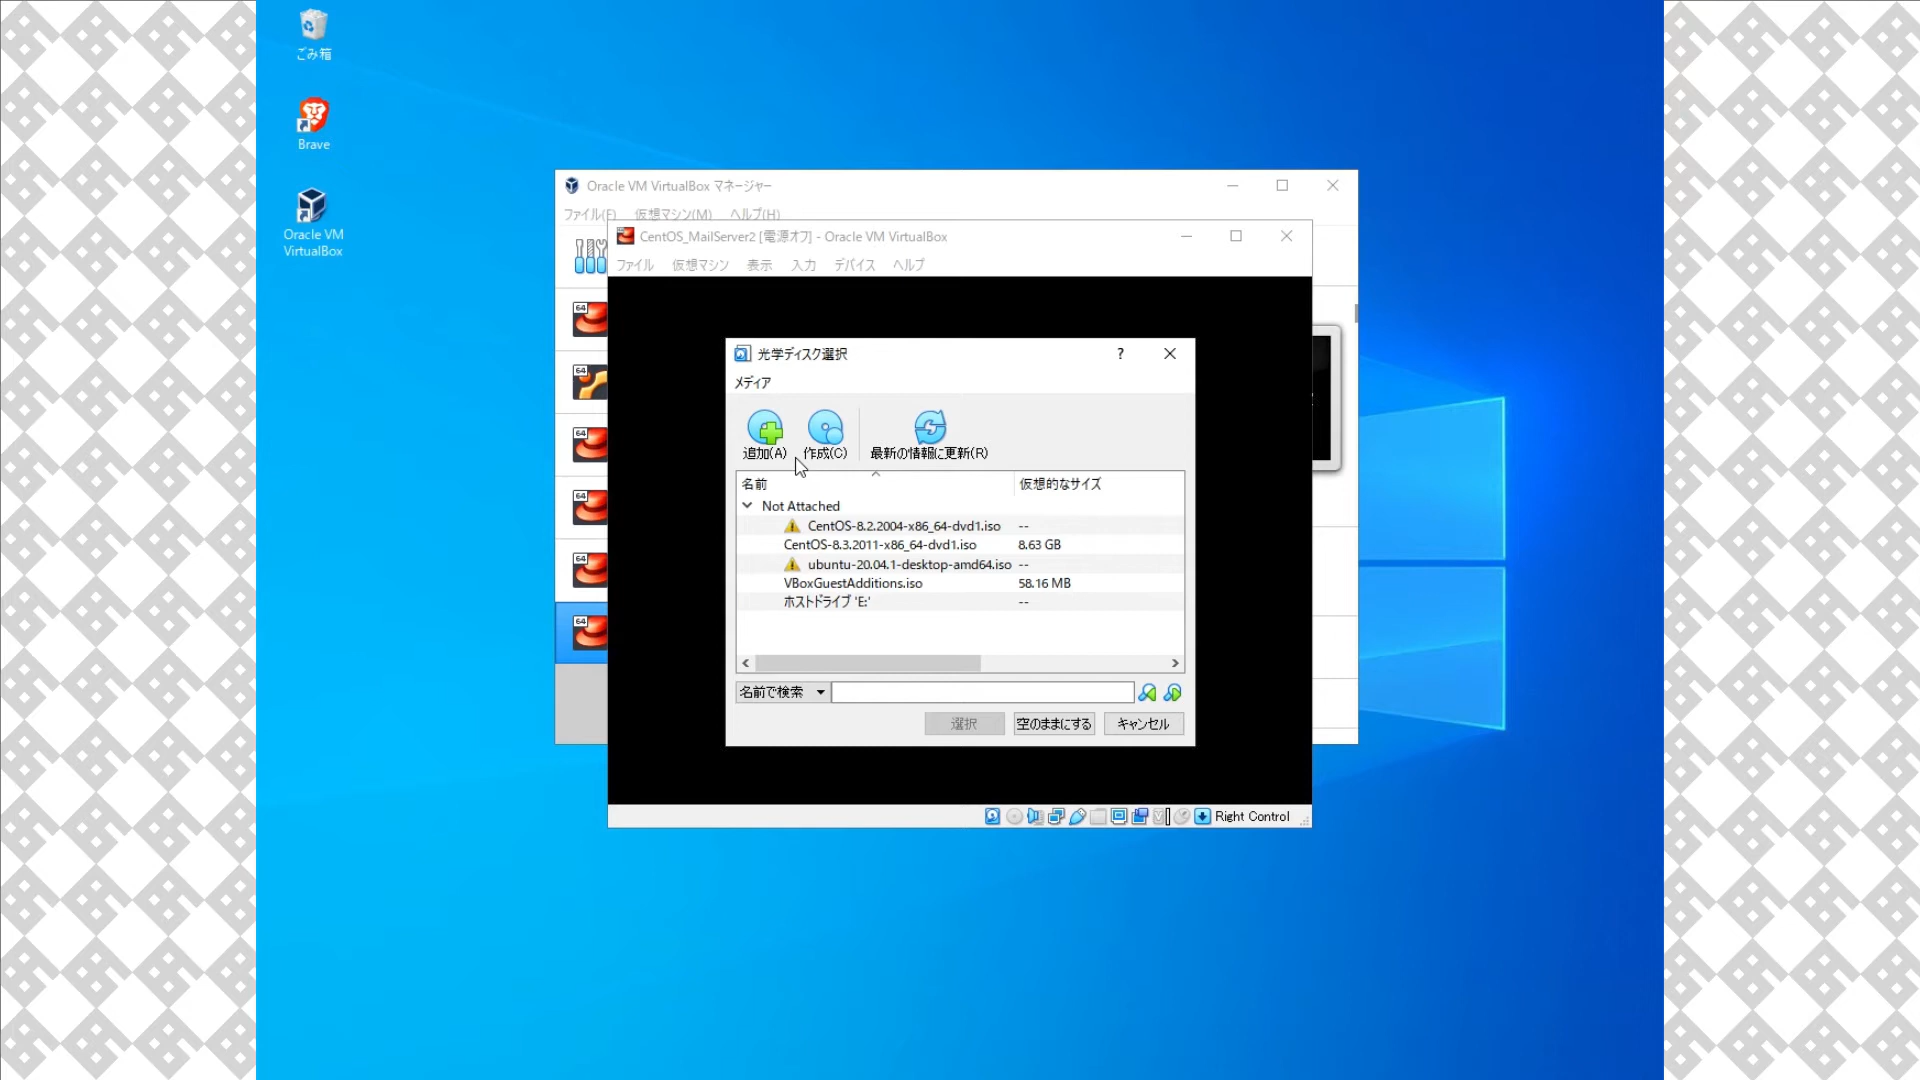 ごみ箱
Brave
Oracle VM
VirtualBox
Oracle VM VirtualBox マネージャー
ファイル(F) 仮想マシン(M) ヘルプ(H)
CentOS_MailServer2 [電源オフ] - Oracle VM VirtualBox
ファイル 仮想マシン 表示 入力 デバイス ヘルプ
64
64
64
64
64
64
光学ディスク選択
?
メディア
追加(A) 作成(C) 最新の情報に更新(R)
名前 仮想的なサイズ
Not Attached
CentOS-8.2.2004-x86_64-dvd1.iso --
CentOS-8.3.2011-x86_64-dvd1.iso 8.63 GB
ubuntu-20.04.1-desktop-amd64.iso --
VBoxGuestAdditions.iso 58.16 MB
ホストドライブ 'E:' --
名前で検索
選択 空のままにする キャンセル
Right Control